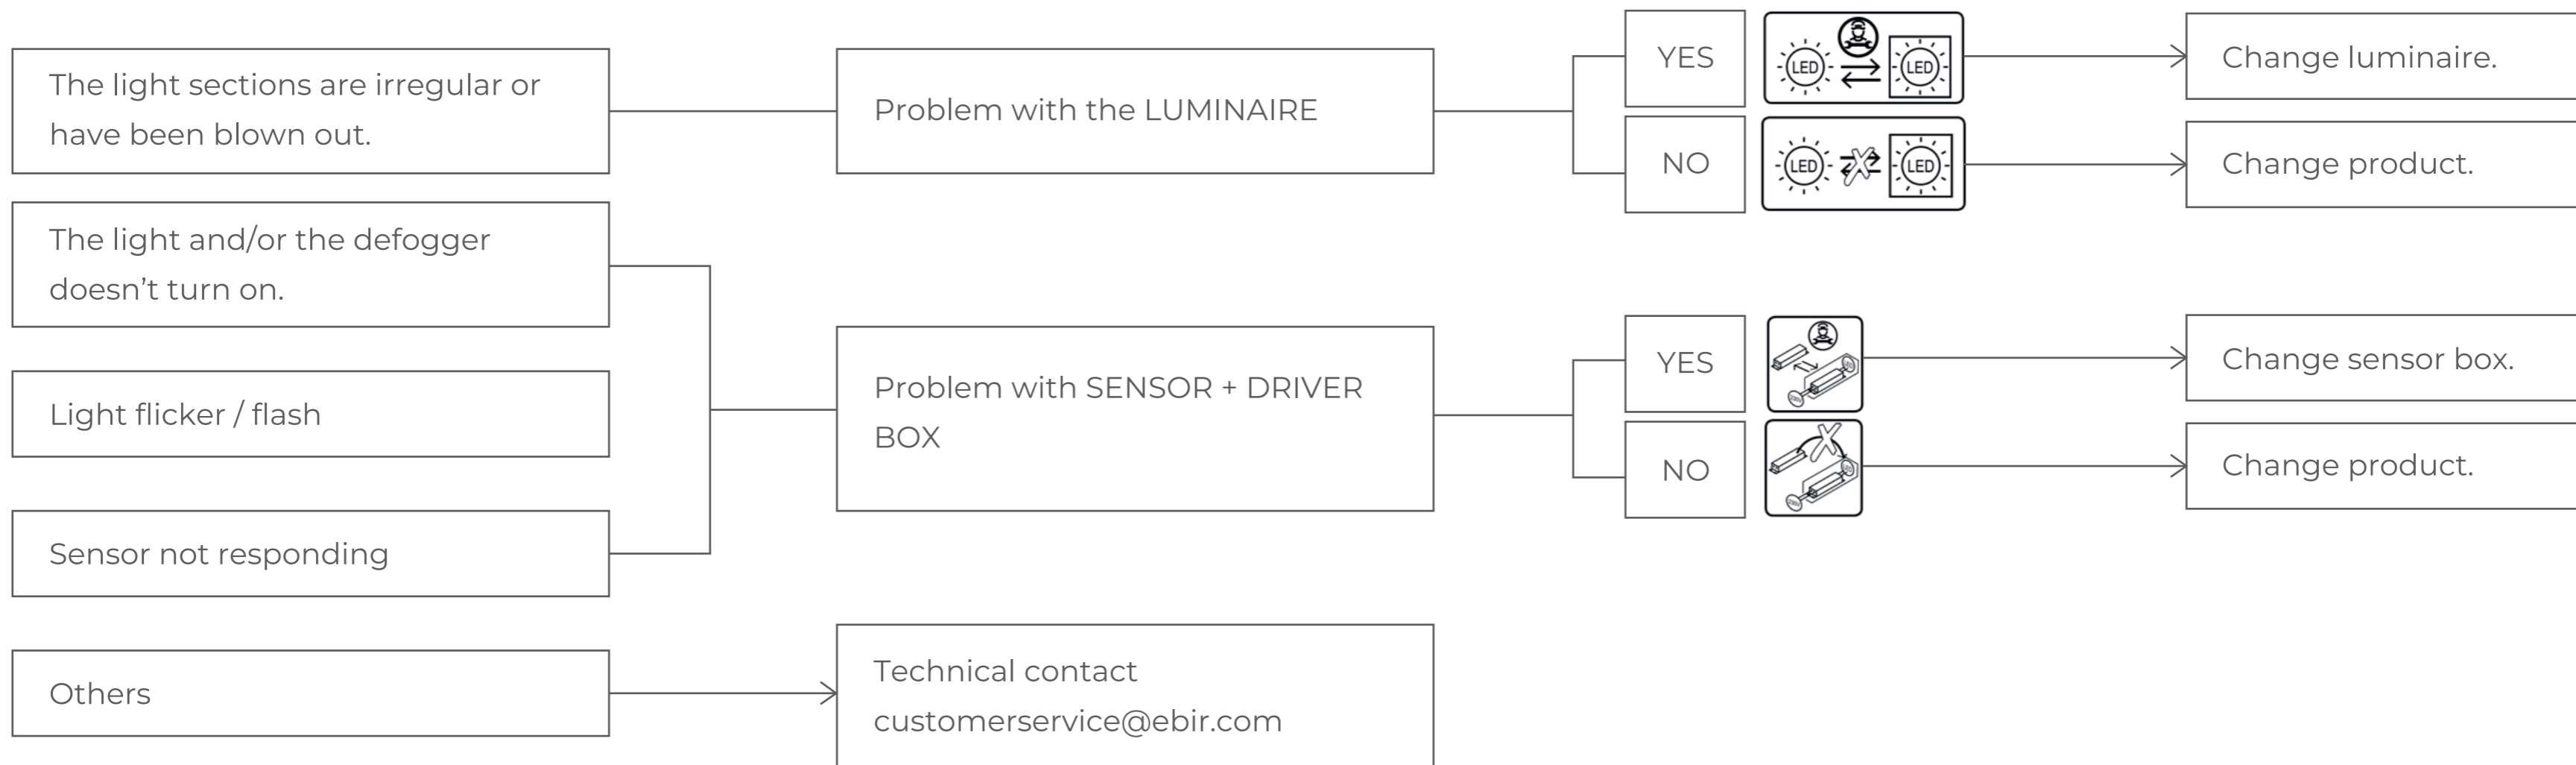 The light sections are irregular or
have been blown out.
Problem with the LUMINAIRE
YES
LED
LED
Change luminaire.
NO
LED
LED
Change product.
The light and/or the defogger
doesn’t turn on.
Light flicker / flash
Sensor not responding
Problem with SENSOR + DRIVER
BOX
YES
Change sensor box.
NO
Change product.
Others
Technical contact
customerservice@ebir.com